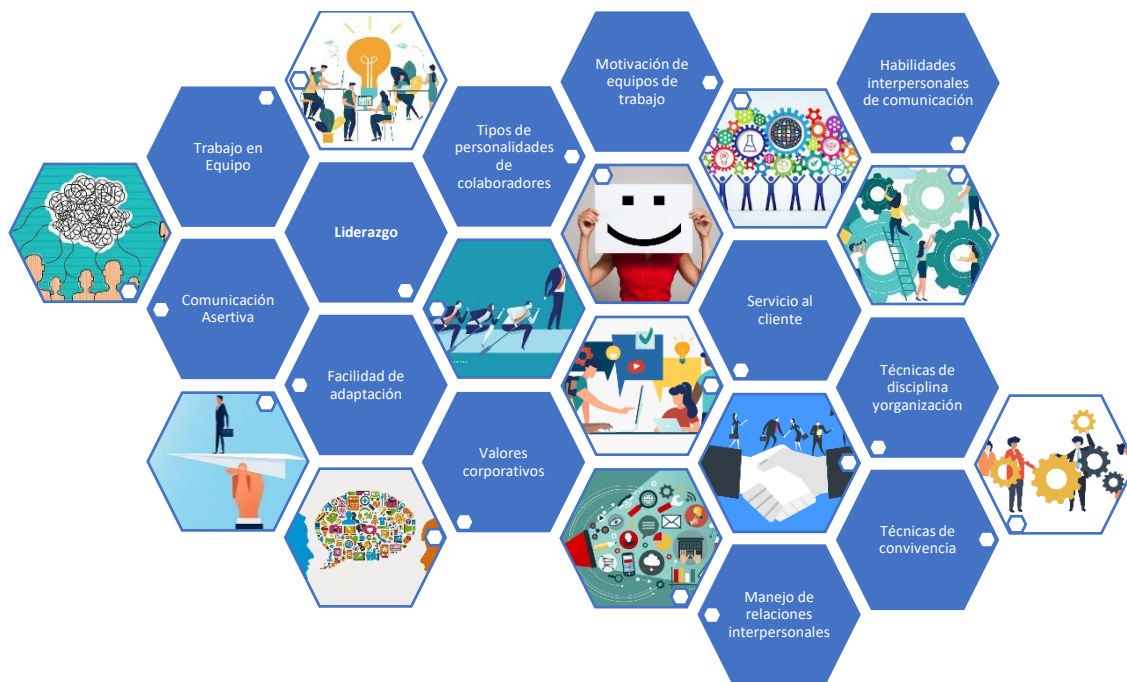 Trabajo en
Equipo
Comunicación
Asertiva
Liderazgo
Facilidad de
adaptación
Tipos de
personalidades
de
colaboradores
Valores
corporativos
Motivación de
equipos de
trabajo
Servicio al
cliente
Manejo de
relaciones
interpersonales
Habilidades
interpersonales
de comunicación
Técnicas de
disciplina
yorganización
Técnicas de
convivencia